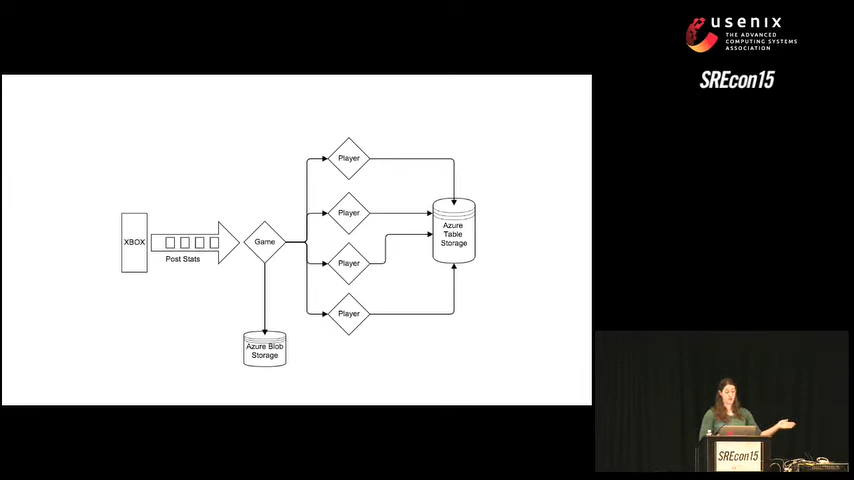 usenix
THE ADVANCED
COMPUTING SYSTEMS
ASSOCIATION
SREcon15
Player
Player
Azure
Table
Storage
XBOX
Game
Post Stats
Player
Player
Azure Blob
Storage
SREcon15